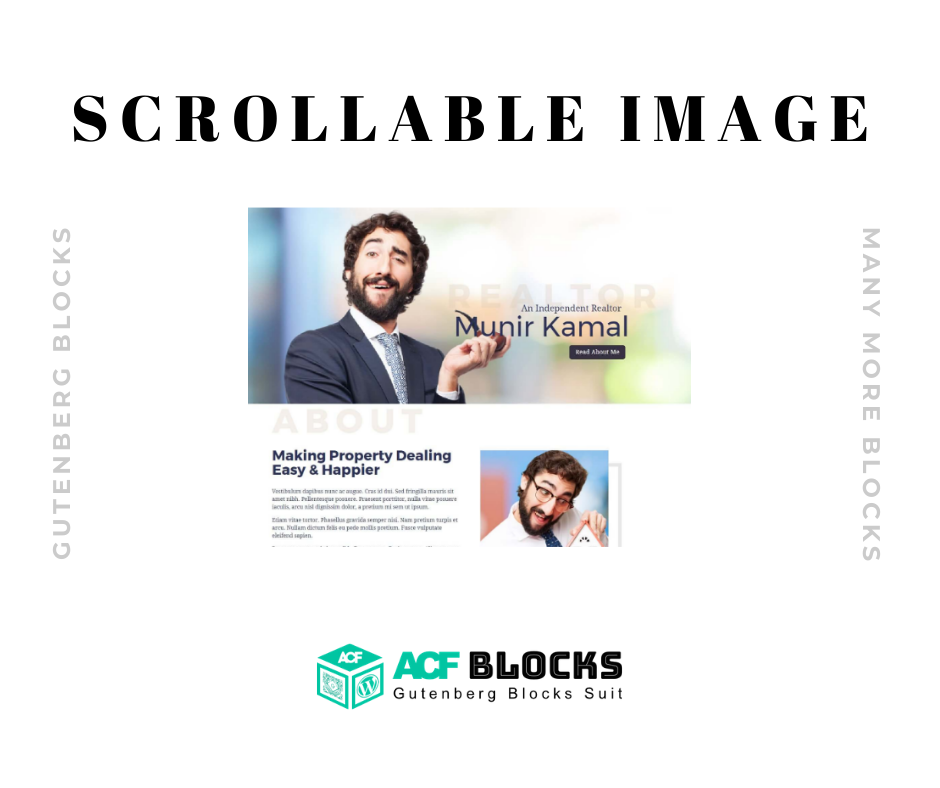 SCROLLABLE IMAGE
GUTENBERG BLOCKS
MANY MORE BLOCKS
REALTOR
An Independent Realtor
Munir Kamal
Read About Me
ABOUT
Making Property Dealing
Easy & Happier
Vestibulum dapibus nunc ac augue. Cras id dui. Sed fringilla mauris sit
amet nibh. Pellentesque posuere. Praesent porttitor, nulla vitae posuere
iaculis, arcu nisl dignissim dolor, a pretium mi sem ut ipsum.
Etiam vitae tortor. Phasellus gravida semper nisi. Nam pretium turpis et
arcu. Nullam dictum felis eu pede mollis pretium. Fusce vulputate
eleifend sapien.
ACF
ACF BLOCKS
Gutenberg Blocks Suit